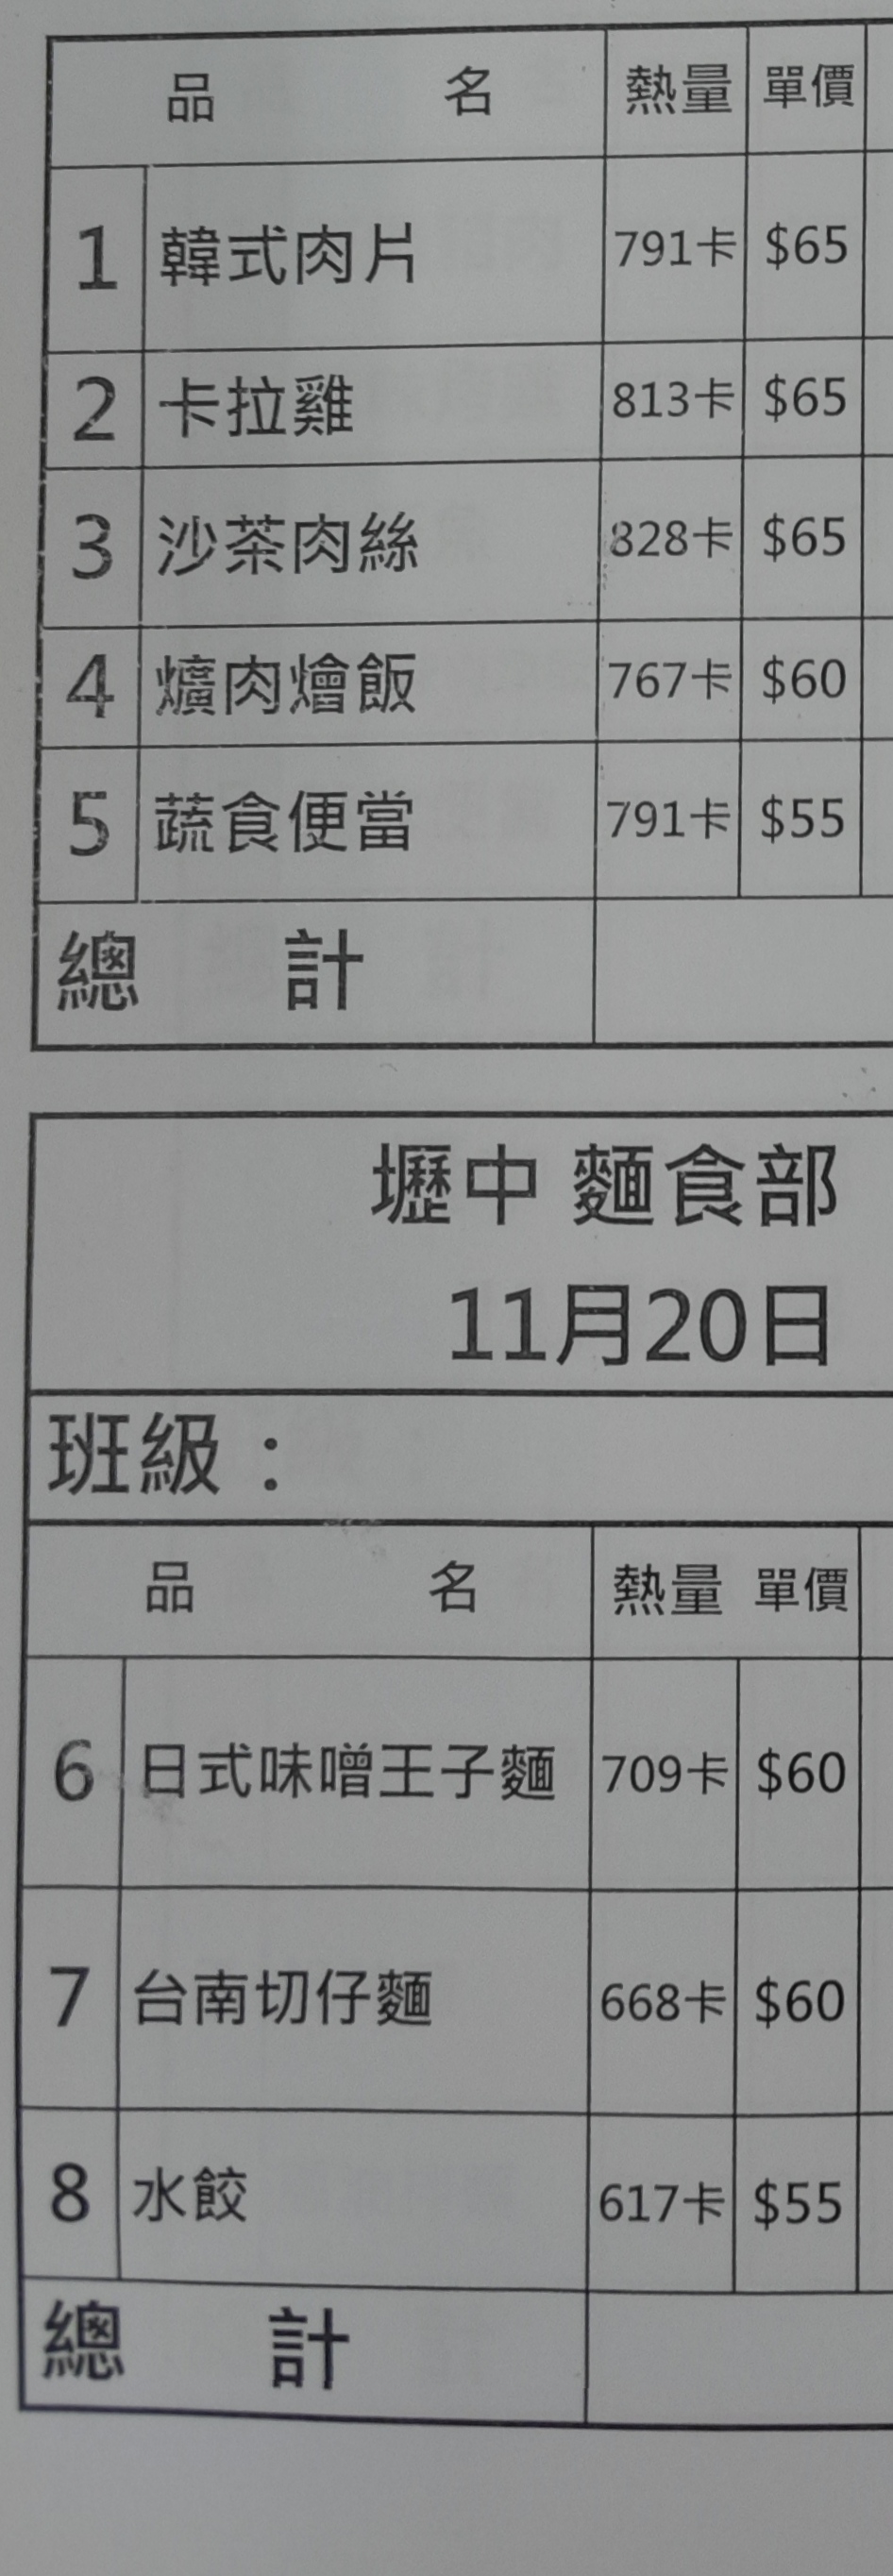 品 名 熱量 單價
1 韓式肉片 791卡 $65
2 卡拉雞 813卡 $65
3 沙茶肉絲 828卡 $65
4 爌肉燴飯 767卡 $60
5 蔬食便當 791卡 $55
總 計
壢中 麵食部
11月20日
班級：
品 名 熱量 單價
6 日式味噌王子麵 709卡 $60
7 台南切仔麵 668卡 $60
8 水餃 617卡 $55
總 計